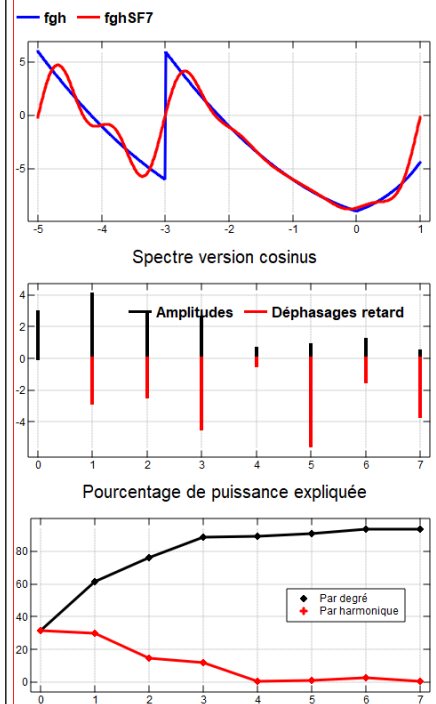 fgh fghSF7
5
0
-5
-5 -4 -3 -2 -1 0 1
Spectre version cosinus
4
2
0
-2
-4
Amplitudes Déphasages retard
0 1 2 3 4 5 6 7
Pourcentage de puissance expliquée
80
60
40
20
0
Par degré
Par harmonique
0 1 2 3 4 5 6 7